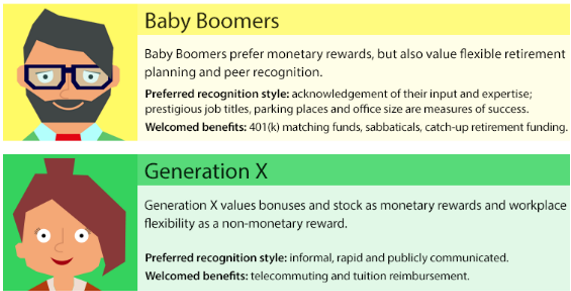 Baby Boomers
Baby Boomers prefer monetary rewards, but also value flexible retirement
planning and peer recognition.
Preferred recognition style: acknowledgement of their input and expertise;
prestigious job titles, parking places and office size are measures of success.
Welcomed benefits: 401(k) matching funds, sabbaticals, catch-up retirement funding.
Generation X
Generation X values bonuses and stock as monetary rewards and workplace
flexibility as a non-monetary reward.
Preferred recognition style: informal, rapid and publicly communicated.
Welcomed benefits: telecommuting and tuition reimbursement.